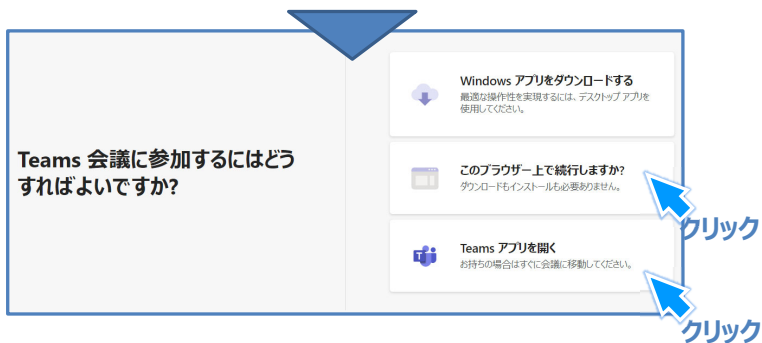 Teams 会議に参加するにはどう
すればよいですか?
Windows アプリをダウンロードする
最適な操作性を実現するには、デスクトップ アプリを
使用してください。
このブラウザー上で続行しますか?
ダウンロードもインストールも必要ありません。
クリック
Teams アプリを開く
お持ちの場合はすぐに会議に移動してください。
クリック